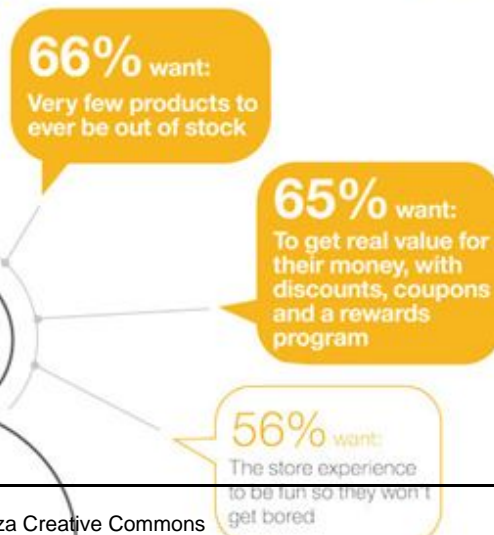 66% want:
Very few products to
ever be out of stock
65% want:
To get real value for
their money, with
discounts, coupons
and a rewards
program
56% want:
The store experience
to be fun so they won't
get bored
za Creative Commons